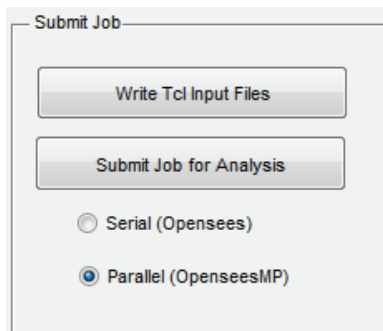 Submit Job
Write Tcl Input Files
Submit Job for Analysis
Serial (Opensees)
Parallel (OpenseesMP)